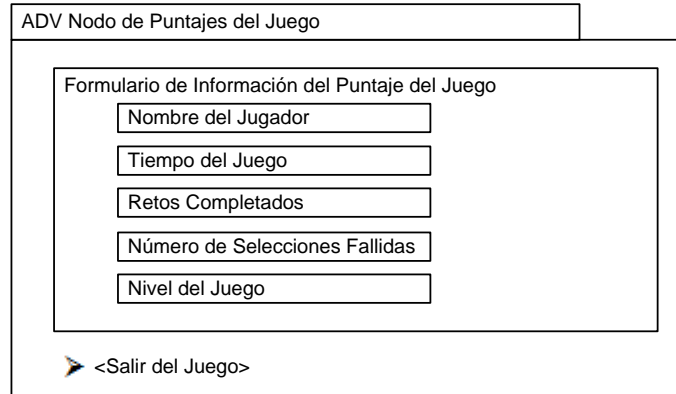 ADV Nodo de Puntajes del Juego
Formulario de Información del Puntaje del Juego
Nombre del Jugador
Tiempo del Juego
Retos Completados
Número de Selecciones Fallidas
Nivel del Juego
<Salir del Juego>